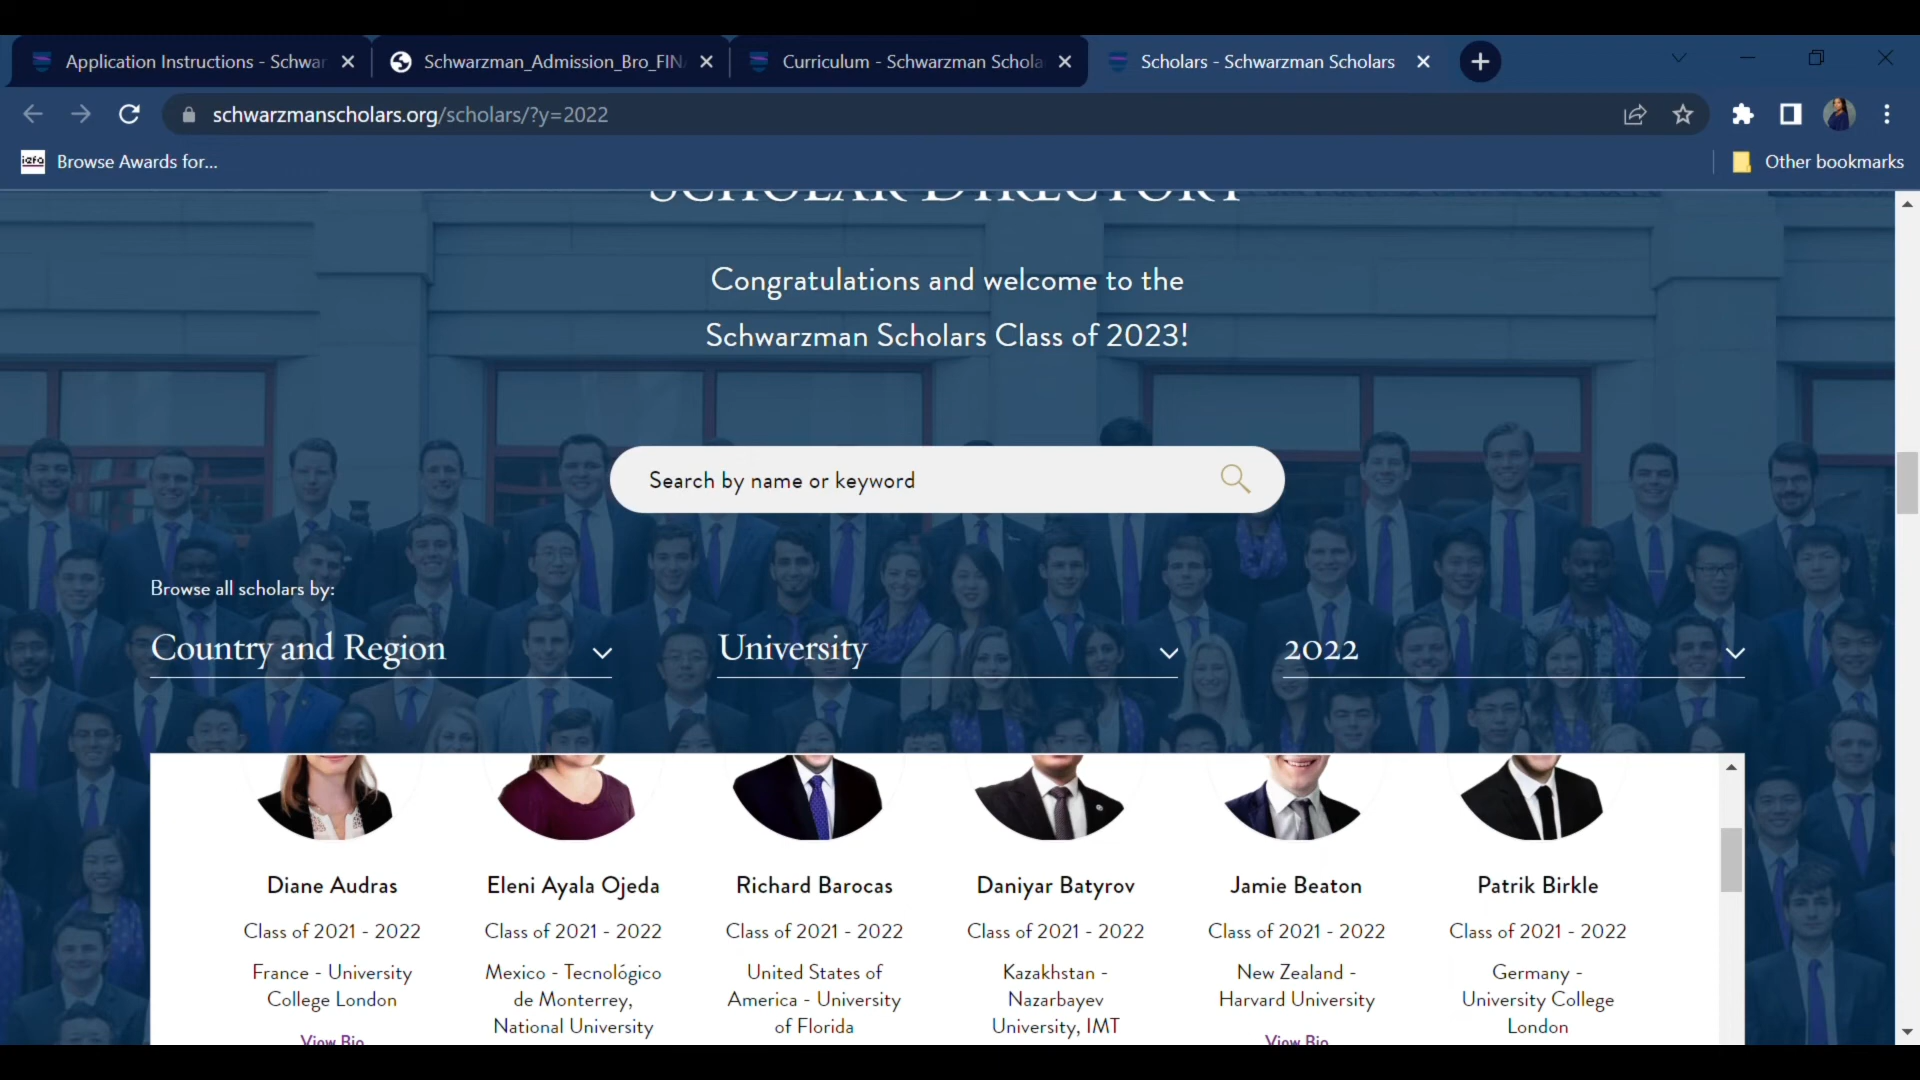 Application Instructions - Schwar
Schwarzman_Admission_Bro_FIN
Curriculum - Schwarzman Schola
Scholars - Schwarzman Scholars
schwarzmanscholars.org/scholars/?y=2022
iefa
Browse Awards for...
Other bookmarks
SCHOLAR DIRECTORY
Congratulations and welcome to the
Schwarzman Scholars Class of 2023!
Search by name or keyword
Browse all scholars by:
Country and Region
University
2022
Diane Audras
Class of 2021 - 2022
France - University
College London
View Bio
Eleni Ayala Ojeda
Class of 2021 - 2022
Mexico - Tecnológico
de Monterrey,
National University
Richard Barocas
Class of 2021 - 2022
United States of
America - University
of Florida
Daniyar Batyrov
Class of 2021 - 2022
Kazakhstan -
Nazarbayev
University, IMT
Jamie Beaton
Class of 2021 - 2022
New Zealand -
Harvard University
View Bio
Patrik Birkle
Class of 2021 - 2022
Germany -
University College
London